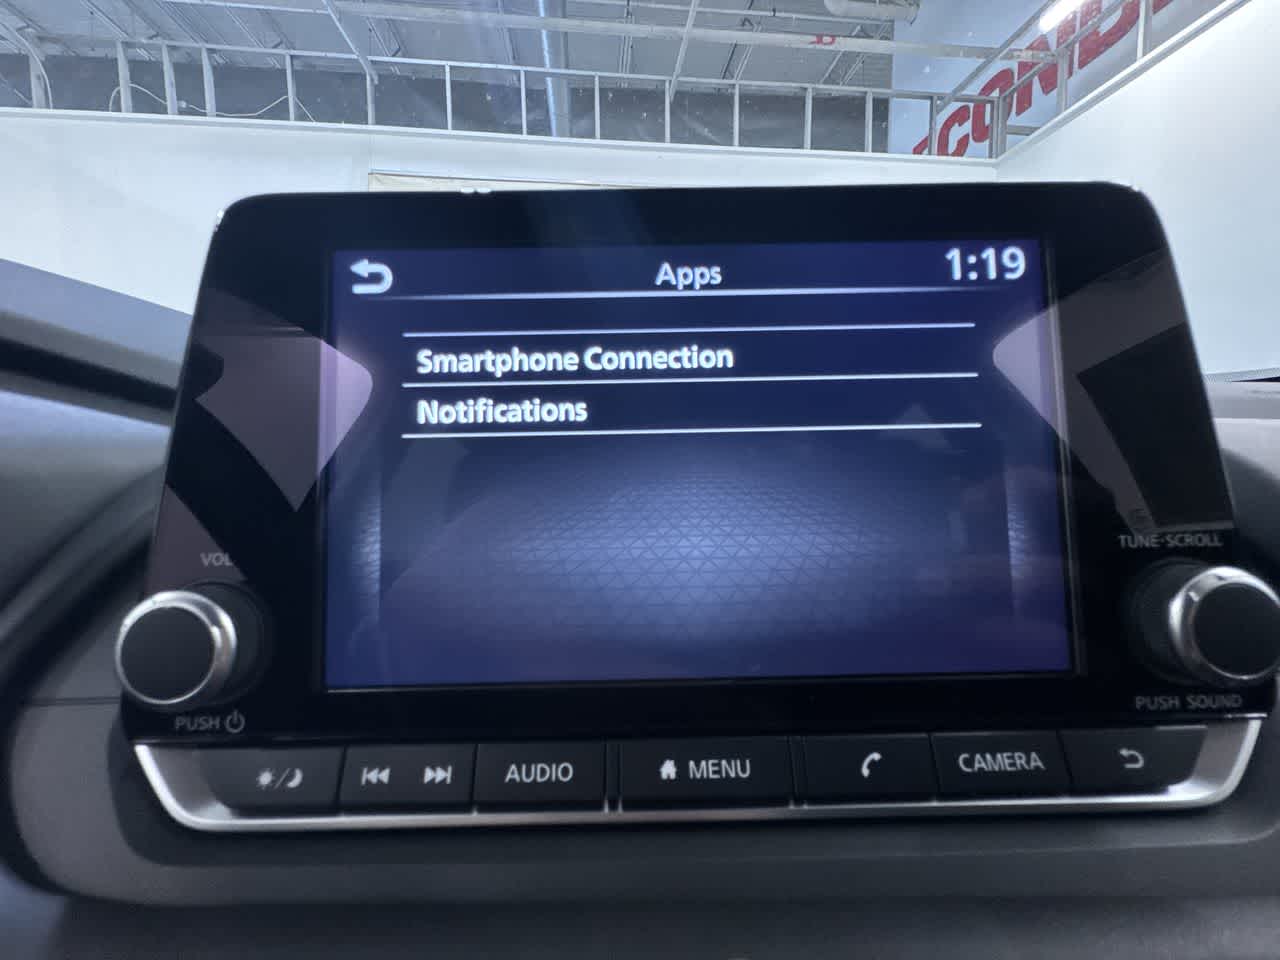 Apps
1:19
Smartphone Connection
Notifications
VOL
TUNE·SCROLL
PUSH
PUSH SOUND
AUDIO
MENU
CAMERA